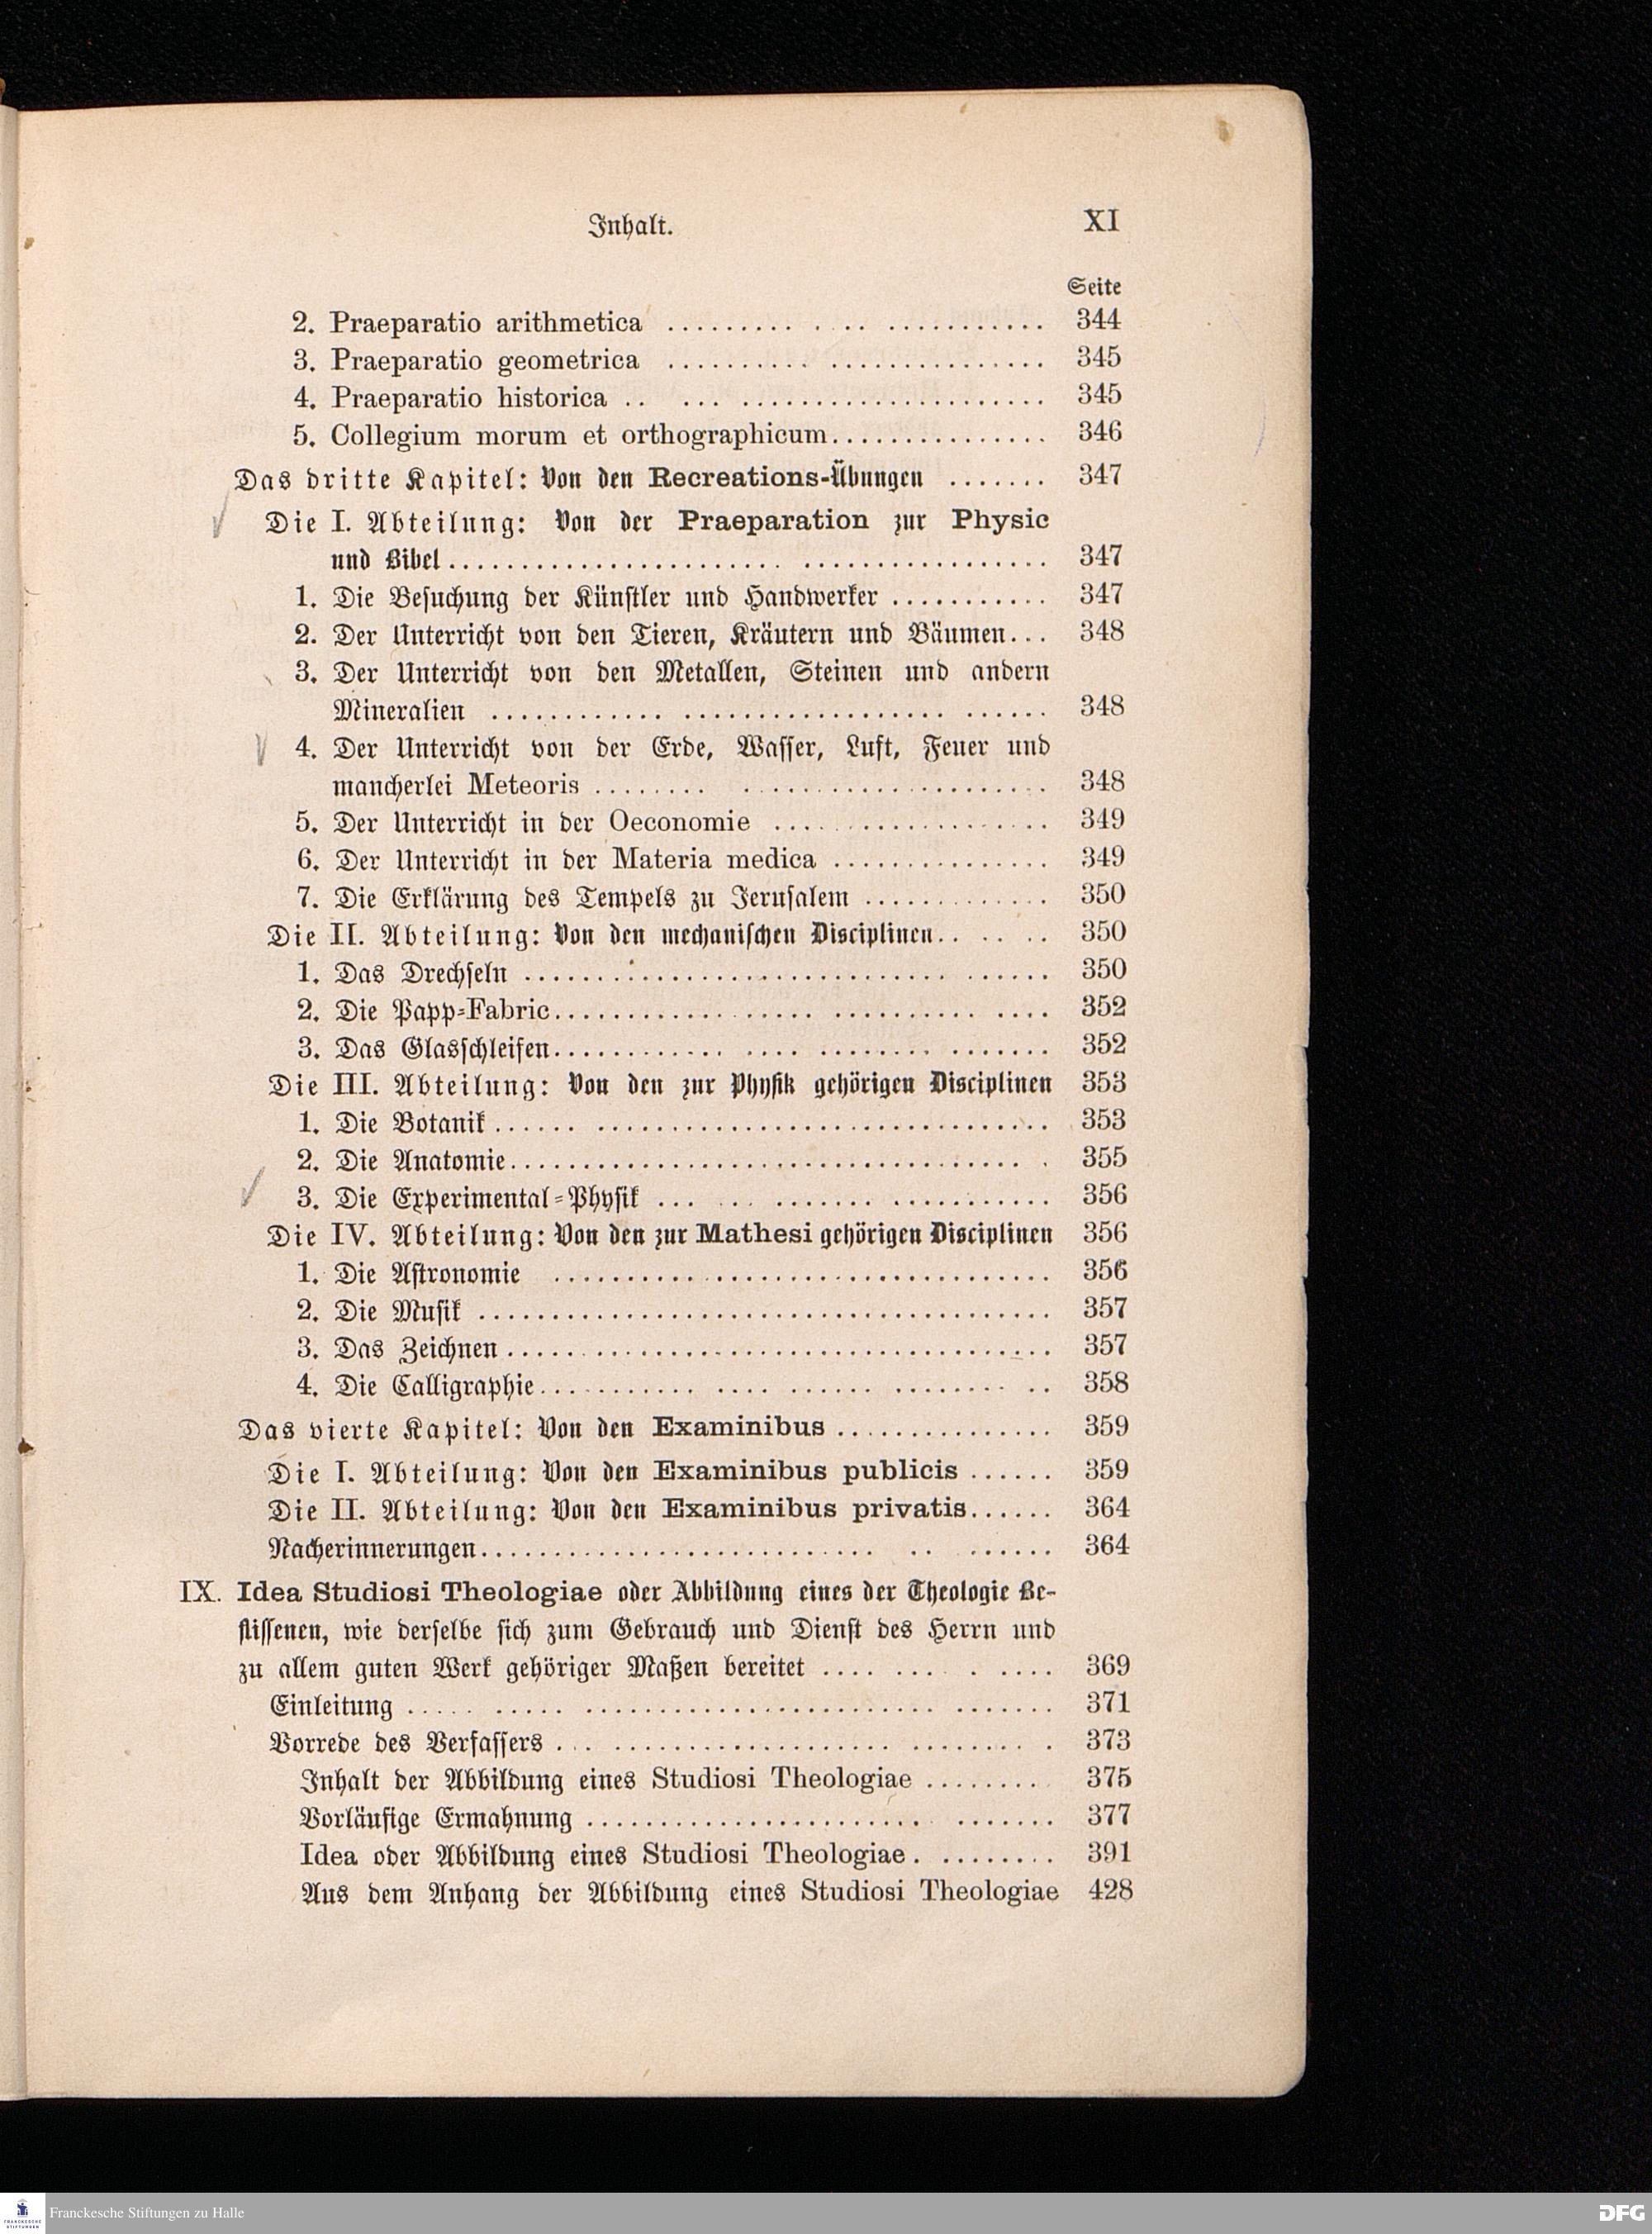 Inhalt. XI
Seite
2. Praeparatio arithmetica 344
3. Praeparatio geometrica 345
4. Praeparatio historica 345
5. Collegium morum et orthographicum 346
Das dritte Kapitel: Von den Recreations-Übungen 347
Die I. Abteilung: Von der Praeparation zur Physic
und Bibel 347
1. Die Besuchung der Künstler und Handwerker 347
2. Der Unterricht von den Tieren, Kräutern und Bäumen 348
3. Der Unterricht von den Metallen, Steinen und andern
Mineralien 348
4. Der Unterricht von der Erde, Wasser, Luft, Feuer und
mancherlei Meteoris 348
5. Der Unterricht in der Oeconomie 349
6. Der Unterricht in der Materia medica 349
7. Die Erklärung des Tempels zu Jerusalem 350
Die II. Abteilung: Von den mechanischen Disciplinen 350
1. Das Drechseln 350
2. Die Papp-Fabric 352
3. Das Glasschleifen 352
Die III. Abteilung: Von den zur Physik gehörigen Disciplinen 353
1. Die Botanik 353
2. Die Anatomie 355
3. Die Experimental-Physik 356
Die IV. Abteilung: Von den zur Mathesi gehörigen Disciplinen 356
1. Die Astronomie 356
2. Die Musik 357
3. Das Zeichnen 357
4. Die Calligraphie 358
Das vierte Kapitel: Von den Examinibus 359
Die I. Abteilung: Von den Examinibus publicis 359
Die II. Abteilung: Von den Examinibus privatis 364
Nacherinnerungen 364
IX. Idea Studiosi Theologiae oder Abbildung eines der Theologie Be-
flissenen, wie derselbe sich zum Gebrauch und Dienst des Herrn und
zu allem guten Werk gehöriger Maßen bereitet 369
Einleitung 371
Vorrede des Verfassers 373
Inhalt der Abbildung eines Studiosi Theologiae 375
Vorläufige Ermahnung 377
Idea oder Abbildung eines Studiosi Theologiae 391
Aus dem Anhang der Abbildung eines Studiosi Theologiae 428
FRANCKESCHE
STIFTUNGEN
Franckesche Stiftungen zu Halle
DFG